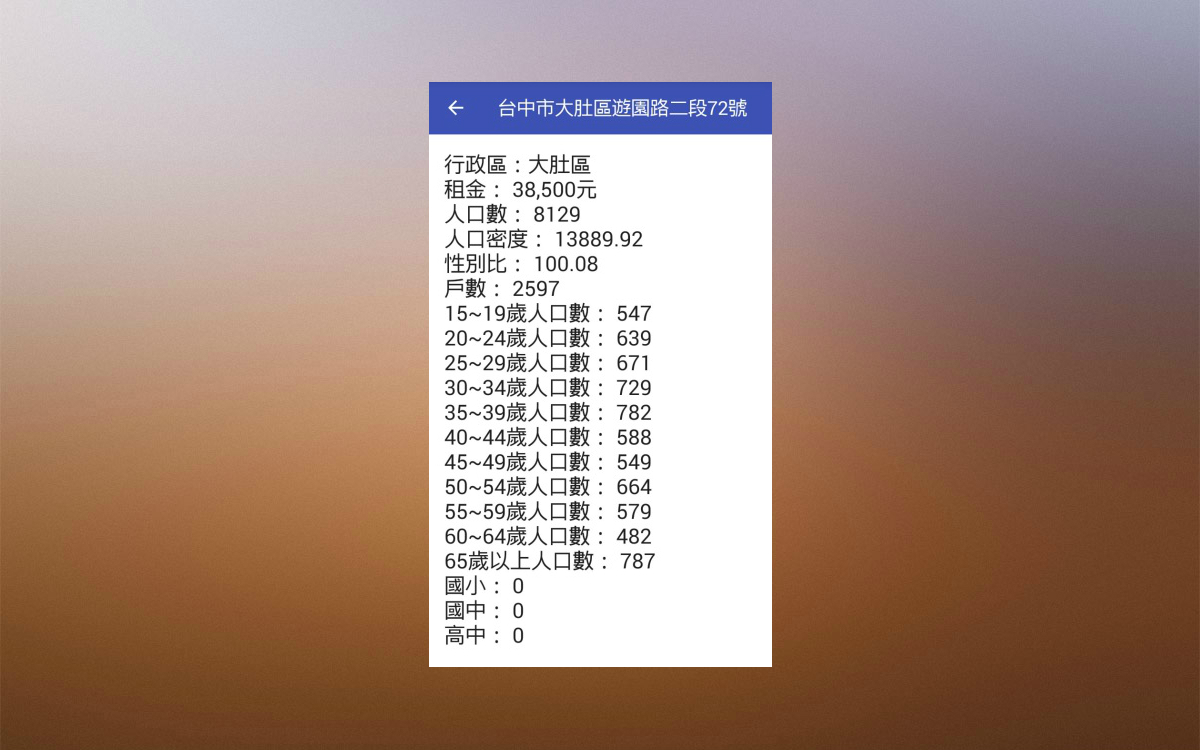 台中市大肚區遊園路二段72號
行政區：大肚區
租金： 38,500元
人口數： 8129
人口密度： 13889.92
性別比： 100.08
戶數： 2597
15~19歲人口數： 547
20~24歲人口數： 639
25~29歲人口數： 671
30~34歲人口數： 729
35~39歲人口數： 782
40~44歲人口數： 588
45~49歲人口數： 549
50~54歲人口數： 664
55~59歲人口數： 579
60~64歲人口數： 482
65歲以上人口數： 787
國小： 0
國中： 0
高中： 0